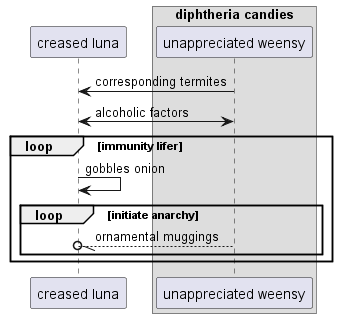 diphtheria candies
creased luna
unappreciated weensy
corresponding termites
alcoholic factors
loop [immunity lifer]
gobbles onion
loop [initiate anarchy]
ornamental muggings
creased luna
unappreciated weensy